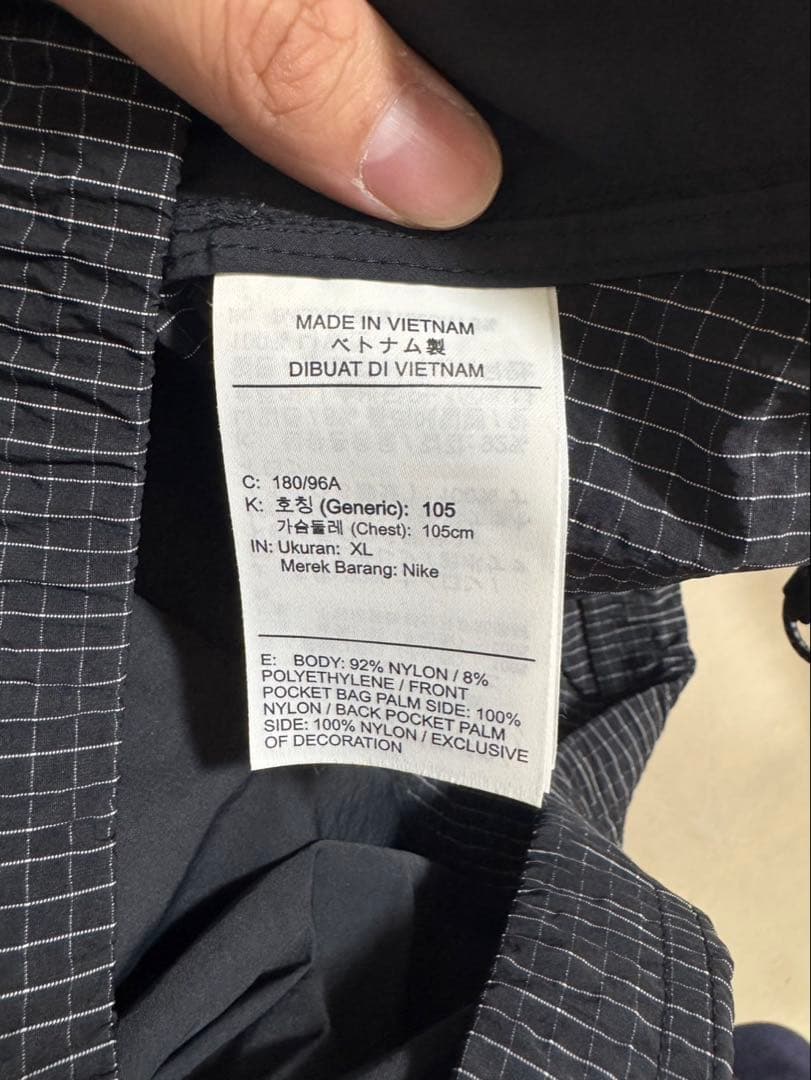 MADE IN VIETNAM
ベトナム製
DIBUAT DI VIETNAM
C: 180/96A
K: 호칭 (Generic): 105
가슴둘레 (Chest): 105cm
IN: Ukuran: XL
Merek Barang: Nike
E: BODY: 92% NYLON / 8%
POLYETHYLENE / FRONT
POCKET BAG PALM SIDE: 100%
NYLON / BACK POCKET PALM
SIDE: 100% NYLON / EXCLUSIVE
OF DECORATION